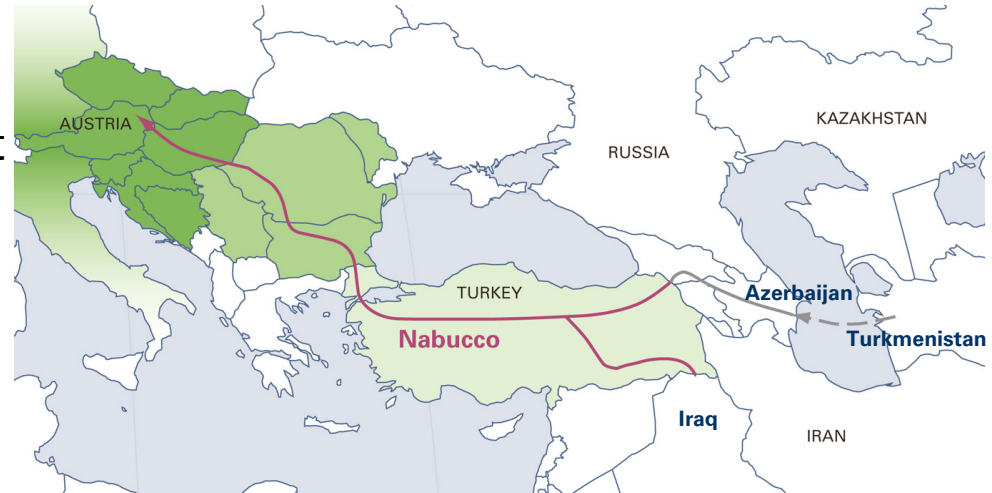 AUSTRIA
KAZAKHSTAN
RUSSIA
TURKEY
Azerbaijan
Nabucco
Turkmenistan
Iraq
IRAN